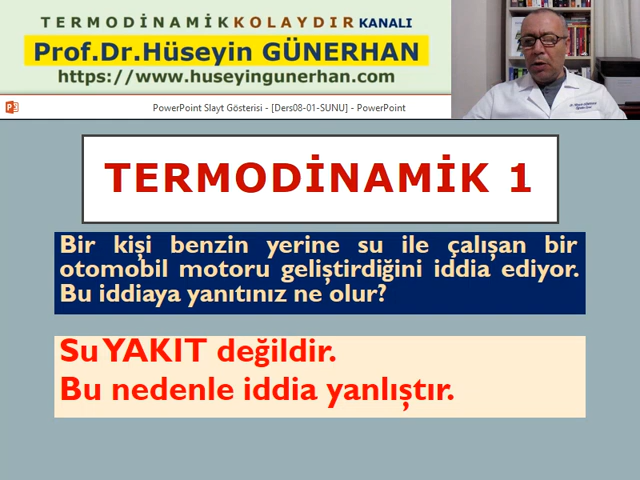 TERMODİNAMİKKOLAYDIR KANALI
Prof.Dr.Hüseyin GÜNERHAN
https://www.huseyingunerhan.com
PowerPoint Slayt Gösterisi - [Ders08-01-SUNU] - PowerPoint
TERMODİNAMİK 1
Bir kişi benzin yerine su ile çalışan bir
otomobil motoru geliştirdiğini iddia ediyor.
Bu iddiaya yanıtınız ne olur?
Su YAKIT değildir.
Bu nedenle iddia yanlıştır.